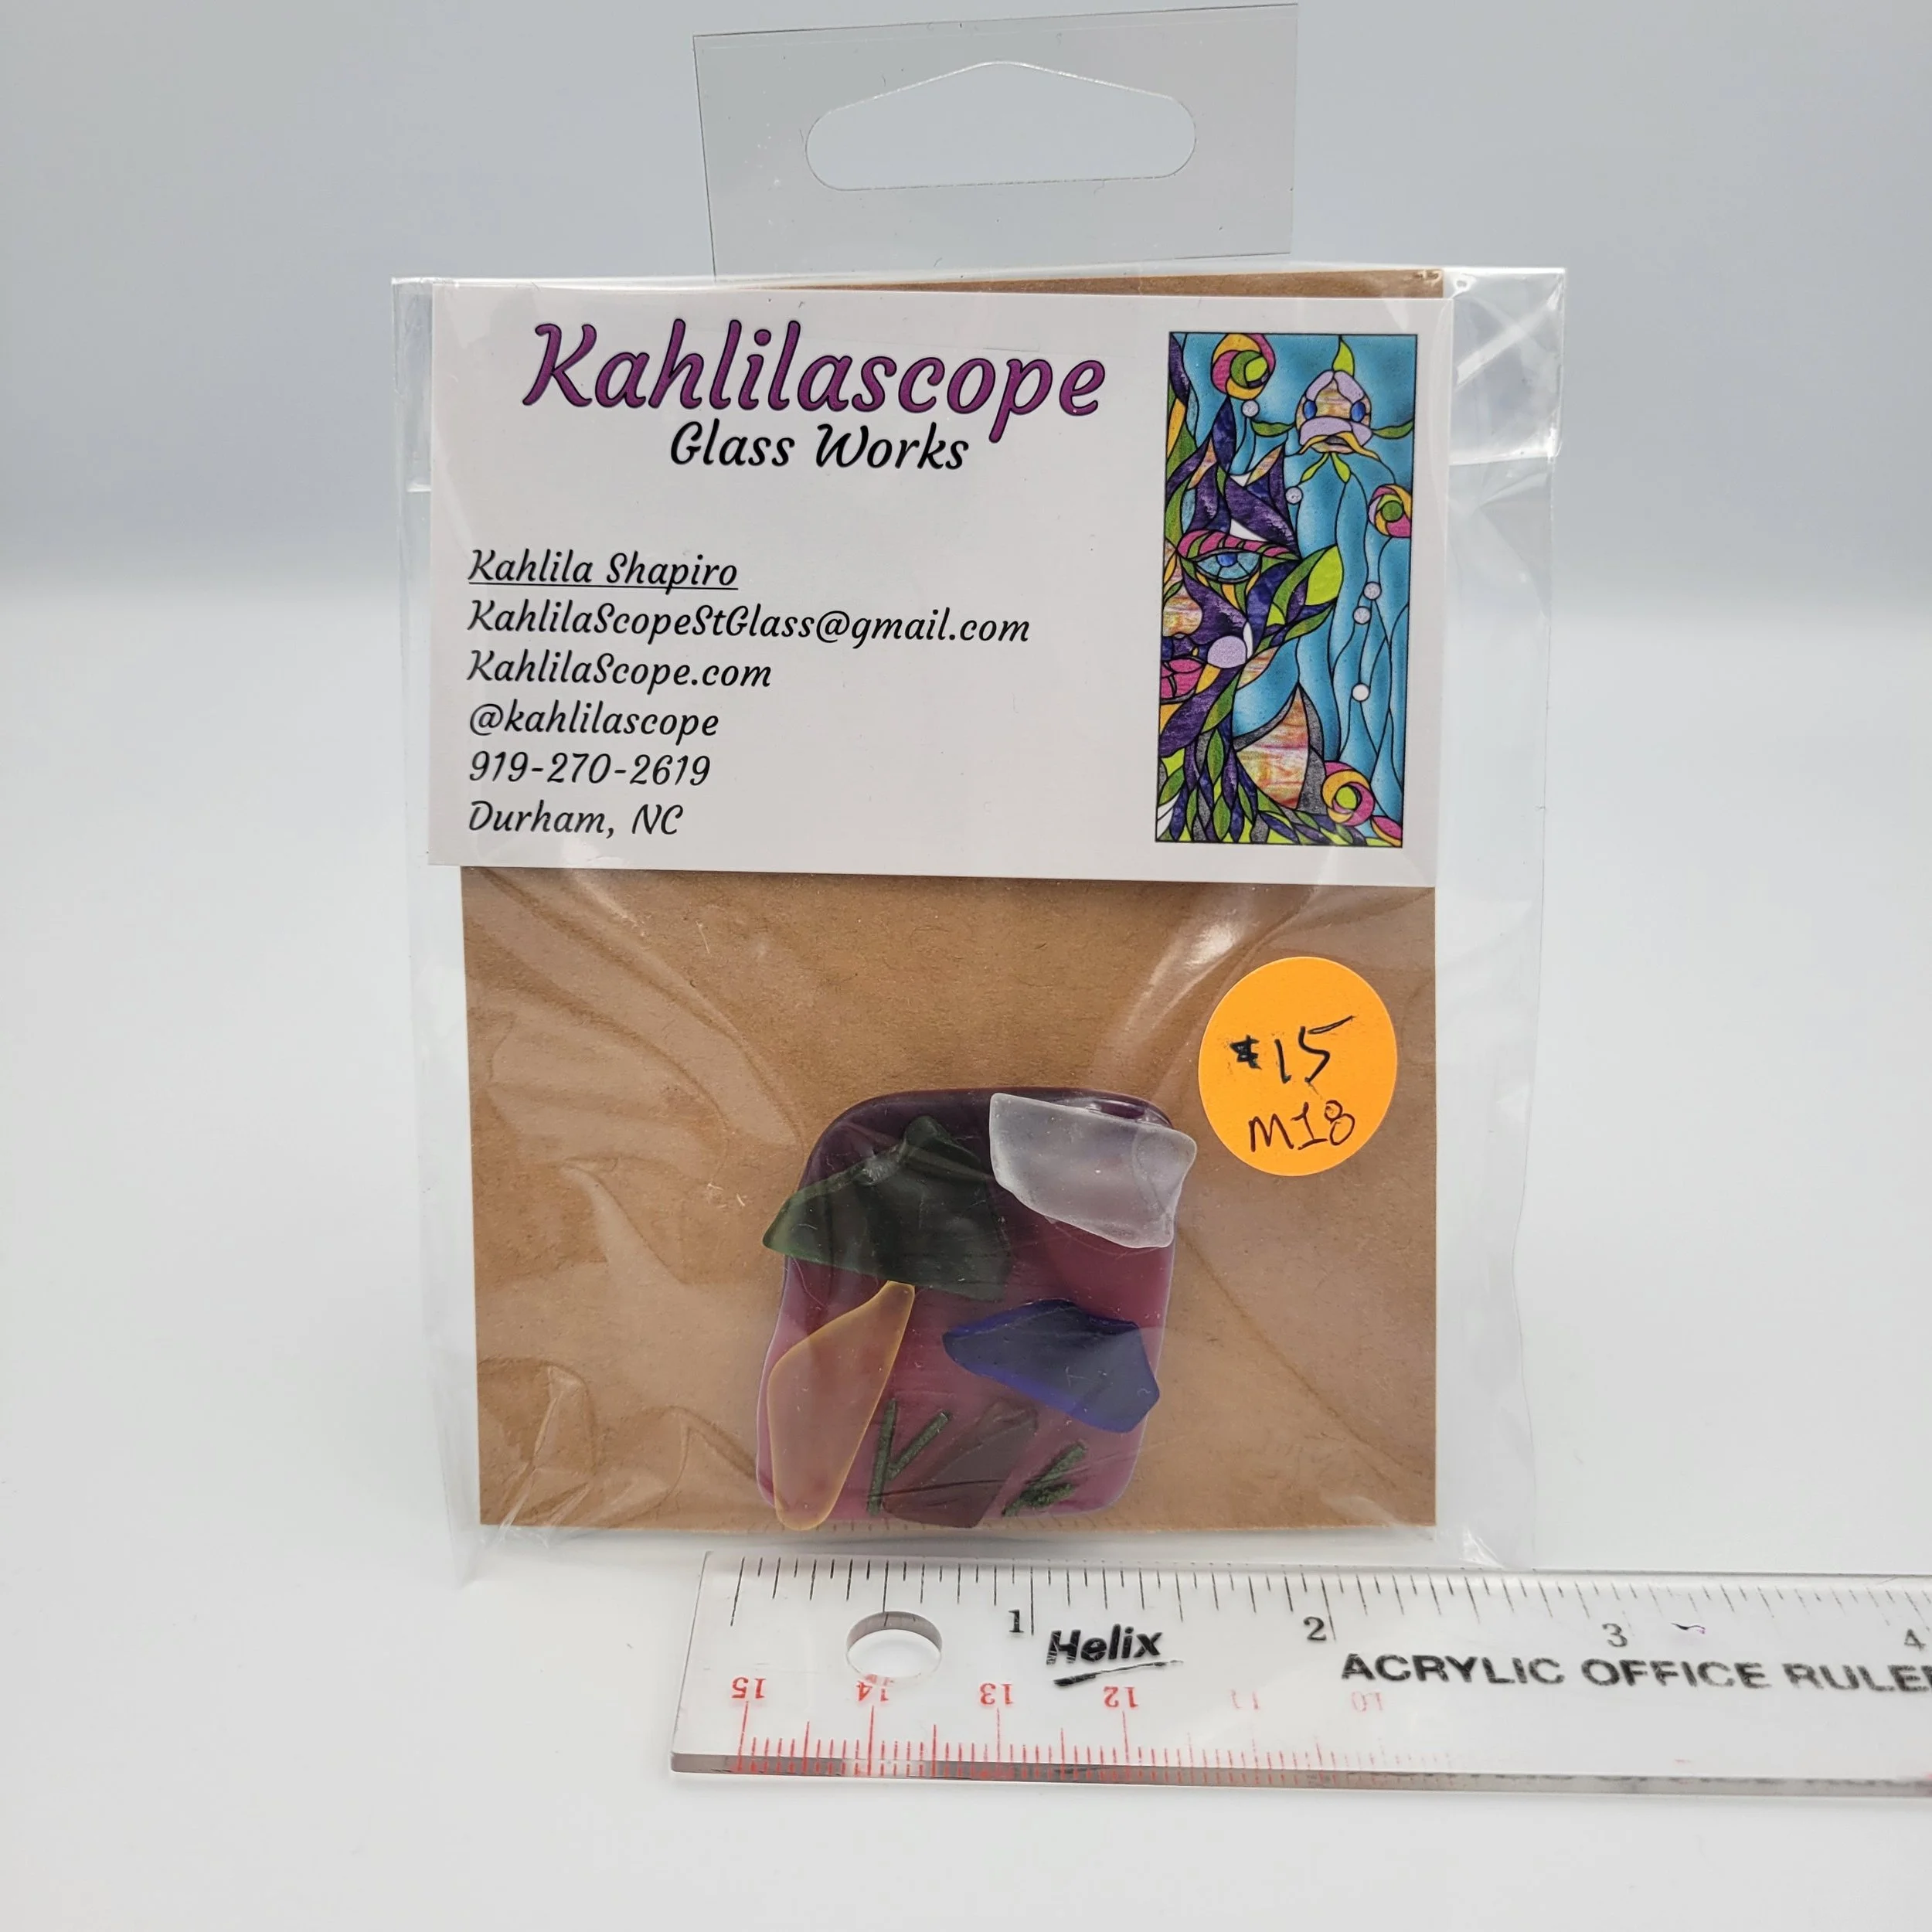 Kahlilascope
Glass Works
Kahlila Shapiro
KahlilaScopeStGlass@gmail.com
KahlilaScope.com
@kahlilascope
919-270-2619
Durham, NC
$15
M18
1 2 3 4
Helix
ACRYLIC OFFICE RULE
15 14 13 12 11 10